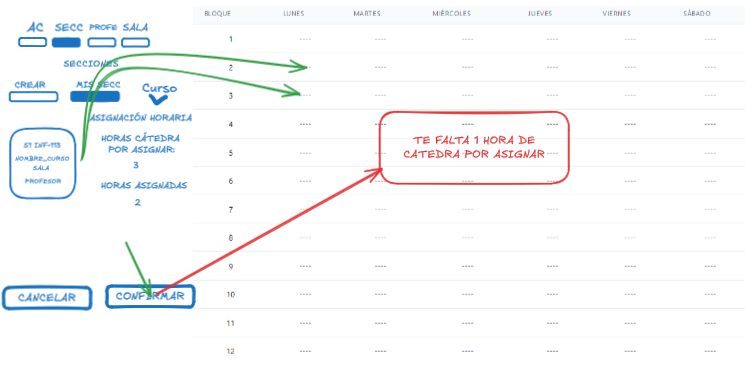 AC SECC PROFE SALA
SECCIONES
CREAR MIS SECC
Curso
ASIGNACIÓN HORARIA
HORAS CÁTEDRA
POR ASIGNAR:
3
HORAS ASIGNADAS
2
S1 INF-113
NOMBRE_CURSO
SALA
PROFESOR
CANCELAR CONFIRMAR
BLOQUE LUNES MARTES MIÉRCOLES JUEVES VIERNES SÁBADO
1 ---- ---- ---- ---- ---- ----
2 ---- ---- ---- ---- ---- ----
3 ---- ---- ---- ---- ---- ----
4 ---- ---- ---- ---- ---- ----
5 ---- ---- ---- ---- ---- ----
6 ---- ---- ---- ---- ---- ----
7 ---- ---- ---- ---- ---- ----
8 ---- ---- ---- ---- ---- ----
9 ---- ---- ---- ---- ---- ----
10 ---- ---- ---- ---- ---- ----
11 ---- ---- ---- ---- ---- ----
12 ---- ---- ---- ---- ---- ----
TE FALTA 1 HORA DE
CATEDRA POR ASIGNAR